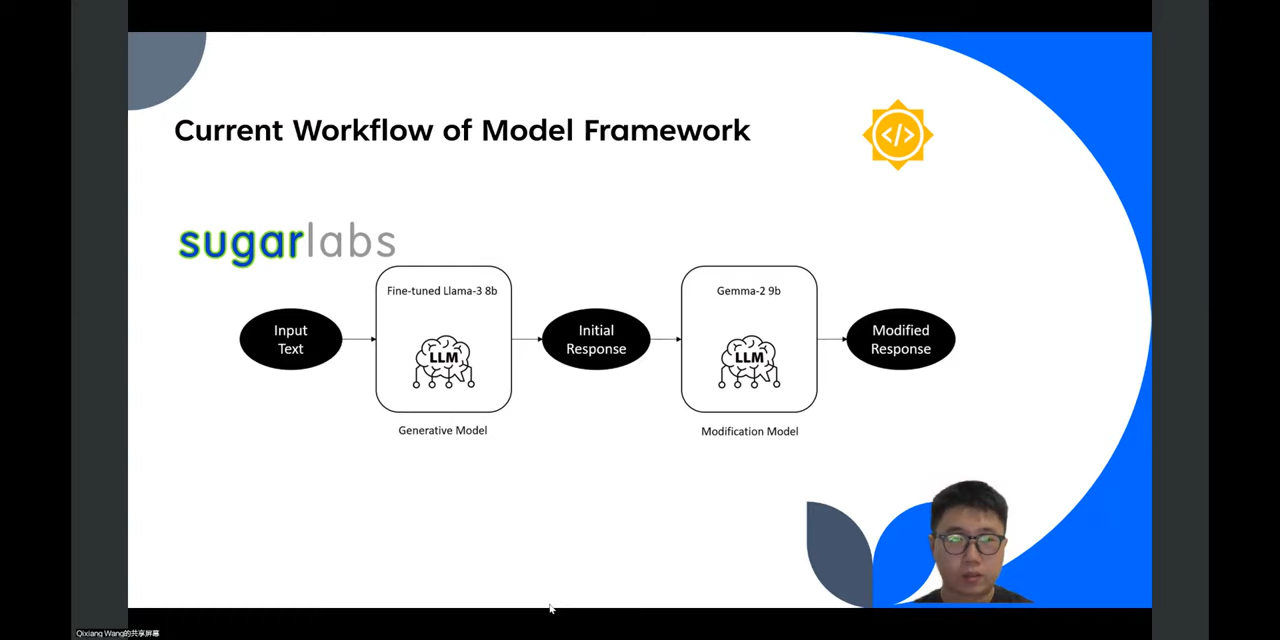 Current Workflow of Model Framework
</>
sugarlabs
Fine-tuned Llama-3 8b
Gemma-2 9b
Input
Text
LLM
Initial
Response
LLM
Modified
Response
Generative Model
Modification Model
Qixiang Wang的共享屏幕